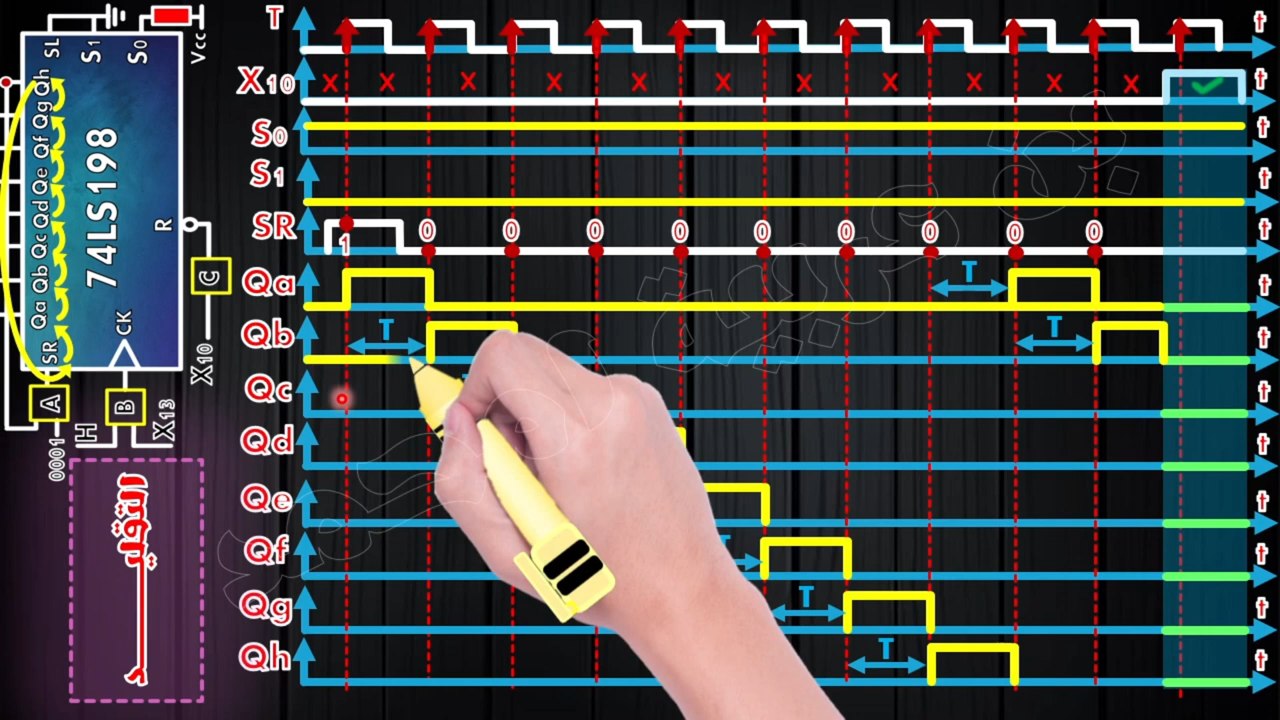 T
X10
S0
S1
SR
Qa
Qb
Qc
Qd
Qe
Qf
Qg
Qh
t
t
t
t
t
t
t
t
t
t
t
t
t
1 0 0 0 0 0 0 0 0 0
T
T
T
T
T
T
SL
S1
S0
Vcc
SR Qa Qb Qc Qd Qe Qf Qg Qh
74LS198
R
CK
A
B
C
X10
X13
H
0001